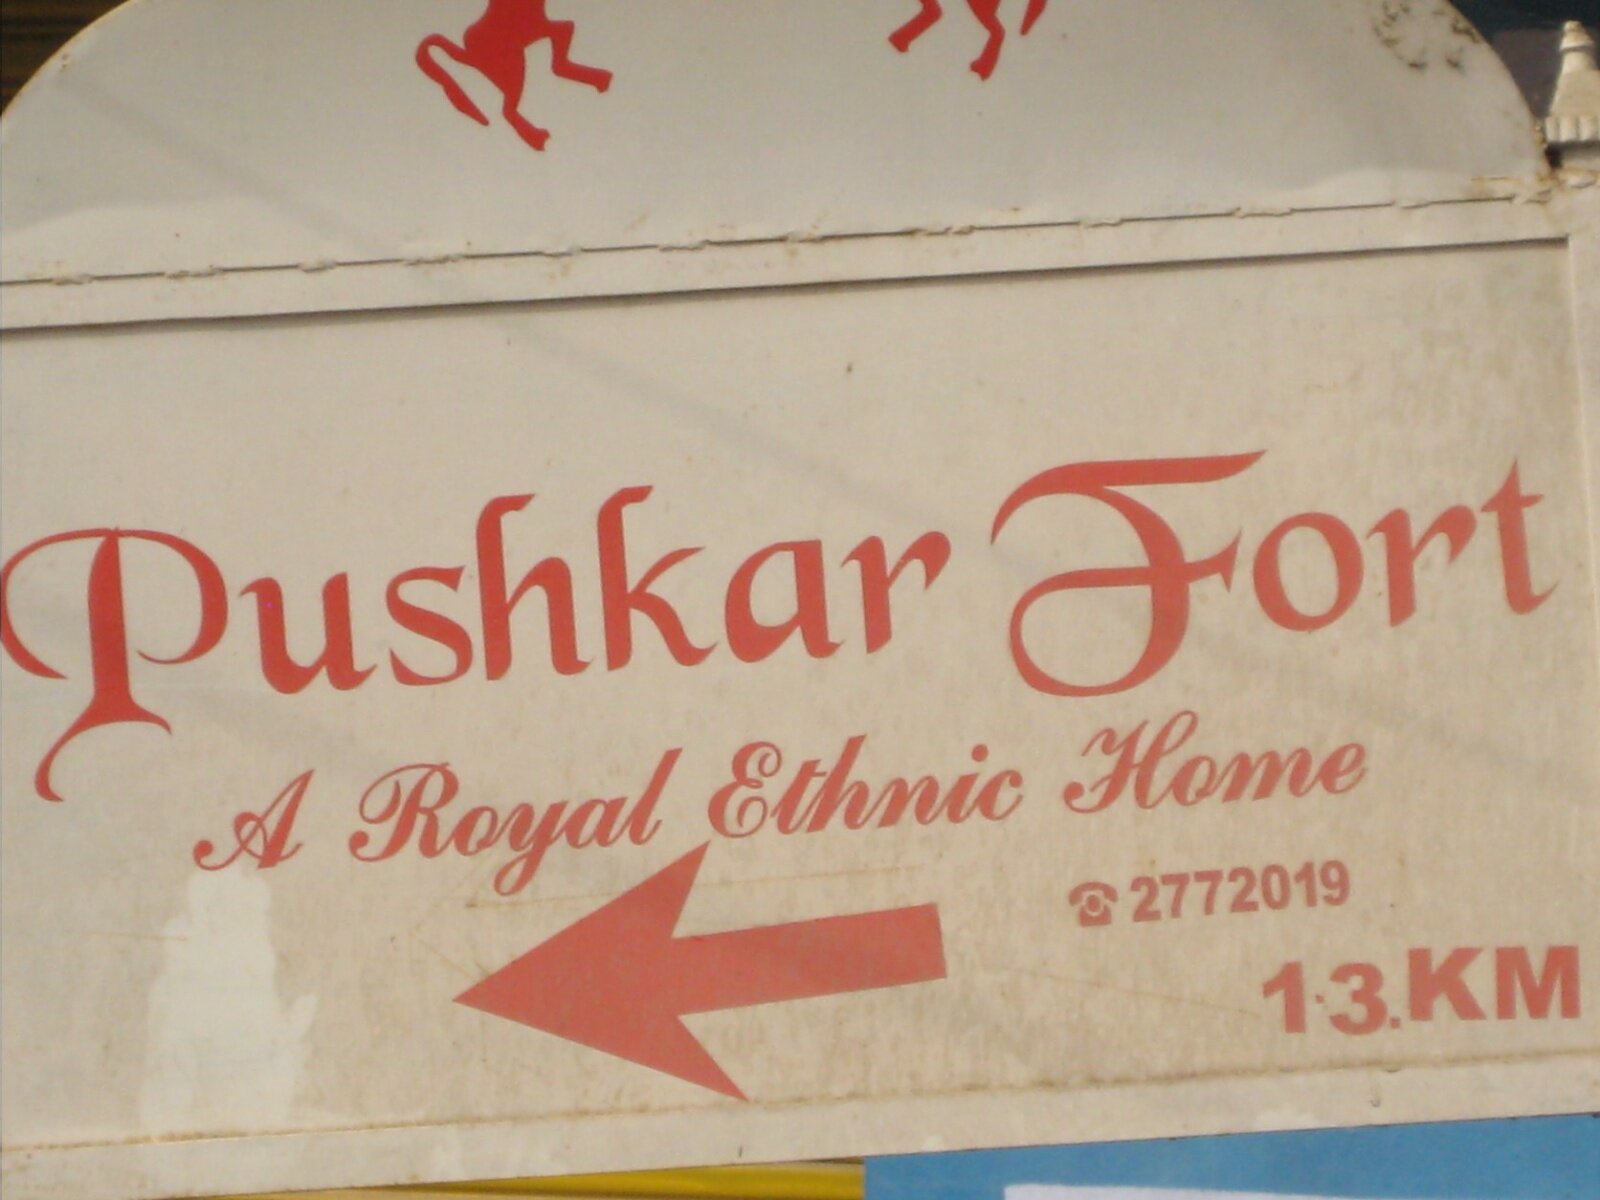 Pushkar Fort
A Royal Ethnic Home
☎2772019
1·3.KM